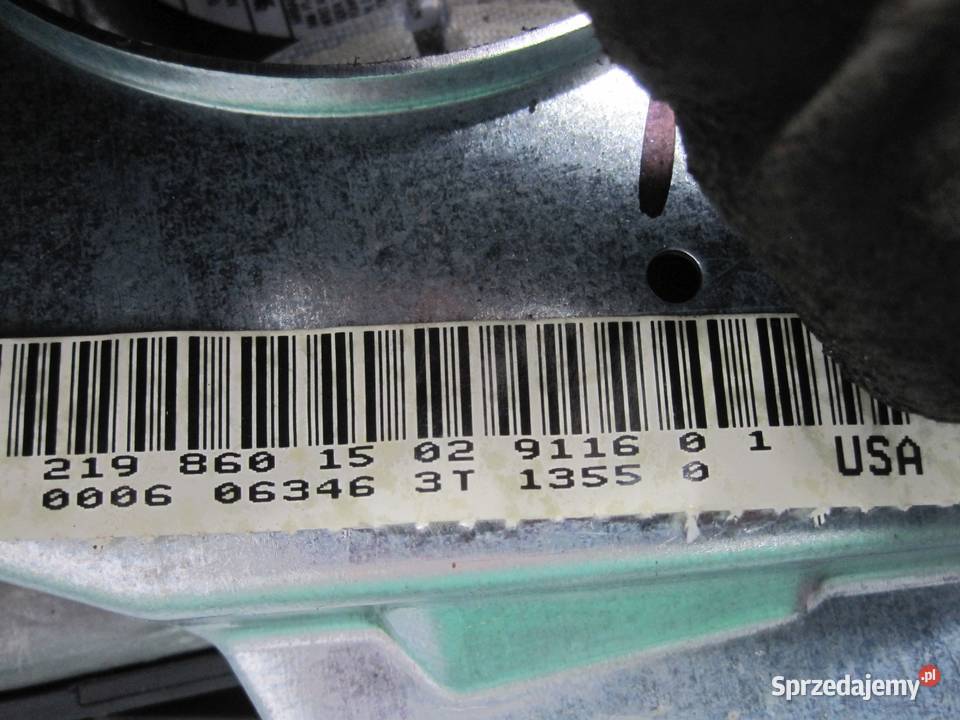 219 860 15 02 9116 0 1
0006 06346 3T 1355 0
USA
Sprzedajemy.pl